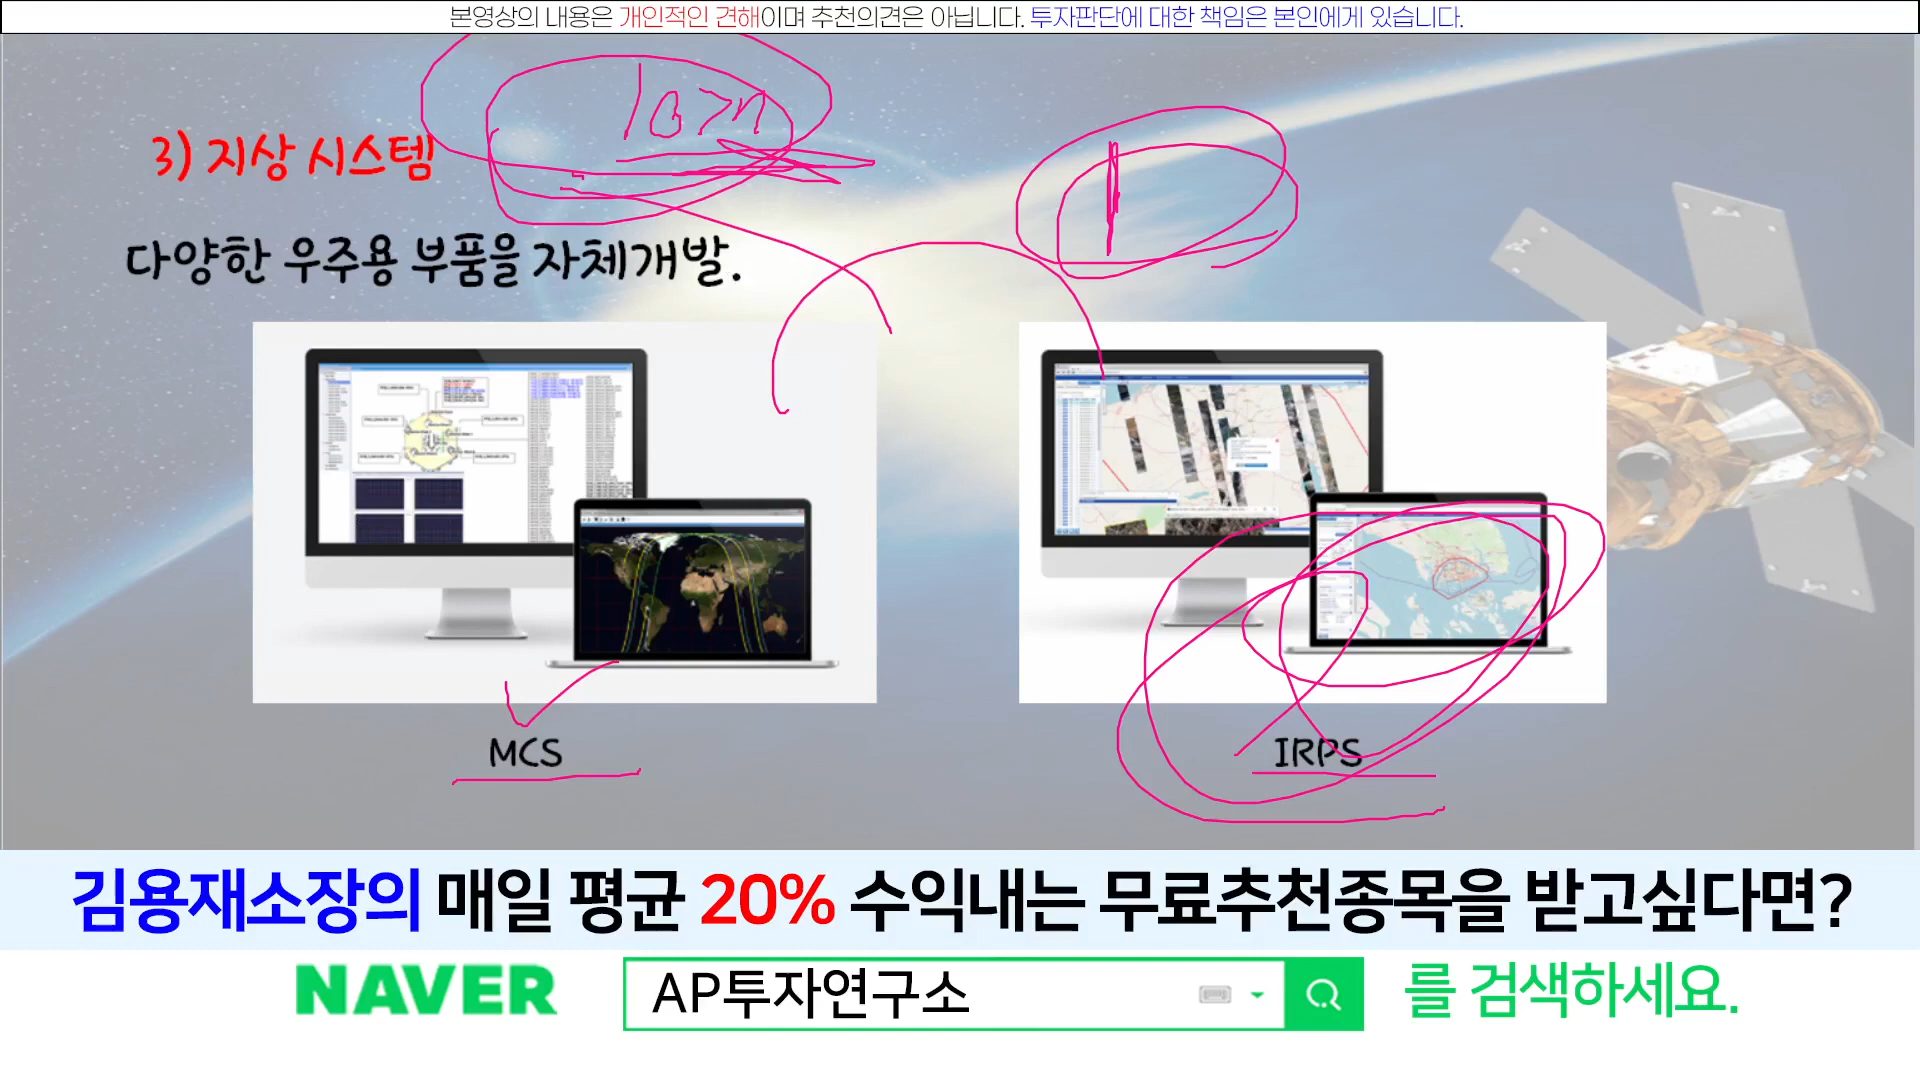 본영상의 내용은 개인적인 견해이며 추천의견은 아닙니다. 투자판단에 대한 책임은 본인에게 있습니다.
3) 지상 시스템
다양한 우주용 부품을 자체개발.
MCS
IRPS
김용재소장의 매일 평균 20% 수익내는 무료추천종목을 받고싶다면?
NAVER AP투자연구소 를 검색하세요.